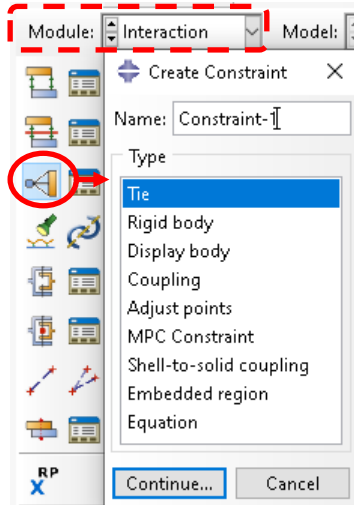 Module: Interaction Model:
Create Constraint
Name: Constraint-1
Type
Tie
Rigid body
Display body
Coupling
Adjust points
MPC Constraint
Shell-to-solid coupling
Embedded region
Equation
RP
Continue... Cancel